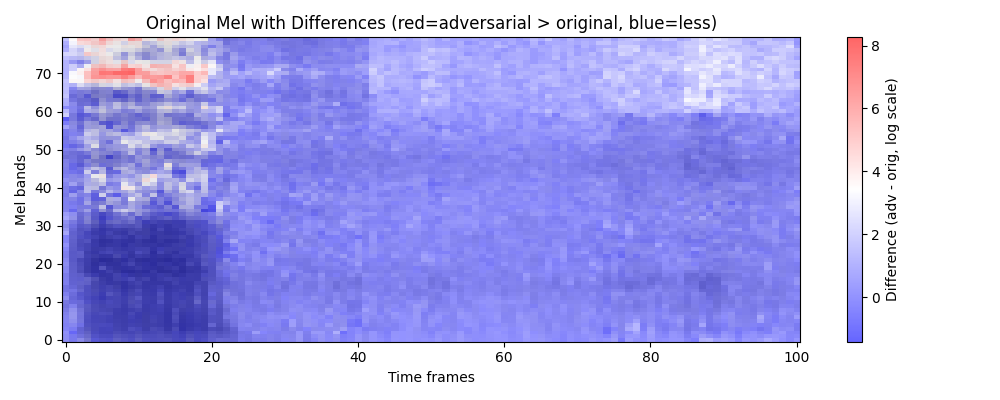 Original Mel with Differences (red=adversarial > original, blue=less)
Mel bands
70
60
50
40
30
20
10
0
0 20 40 60 80 100
Time frames
8
6
4
2
0
Difference (adv - orig, log scale)